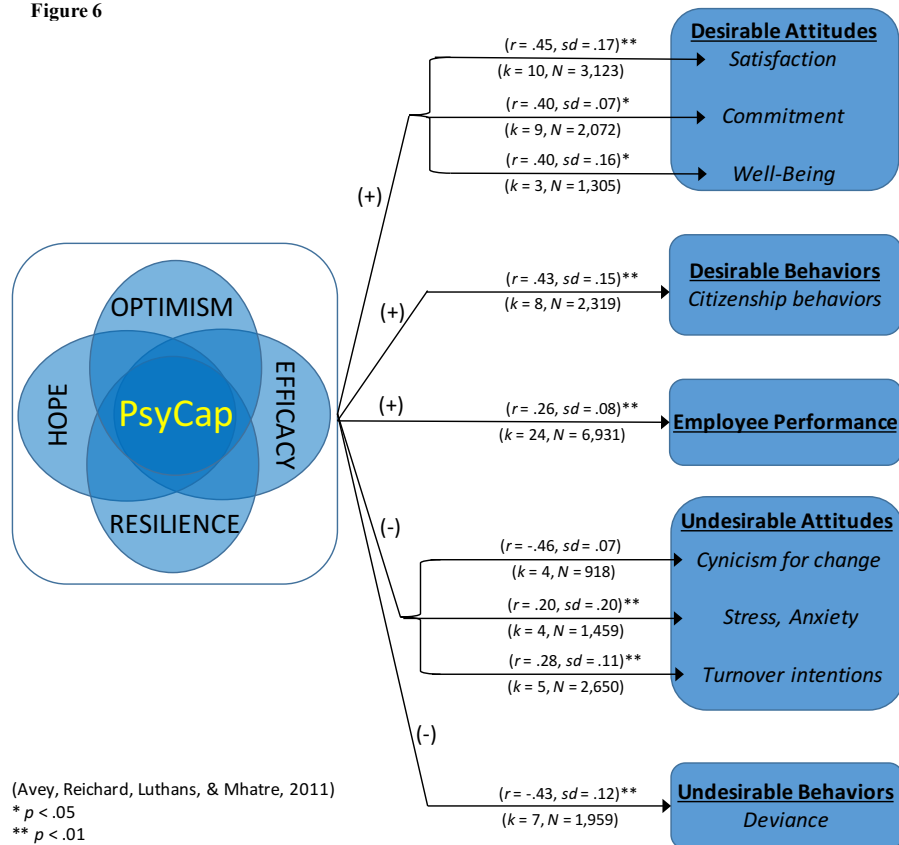 Figure 6
OPTIMISM
HOPE
PsyCap
EFFICACY
RESILIENCE
(+)
(r = .45, sd = .17)**
(k = 10, N = 3,123)
(r = .40, sd = .07)*
(k = 9, N = 2,072)
(r = .40, sd = .16)*
(k = 3, N = 1,305)
Desirable Attitudes
Satisfaction
Commitment
Well-Being
(+)
(r = .43, sd = .15)**
(k = 8, N = 2,319)
Desirable Behaviors
Citizenship behaviors
(+)
(r = .26, sd = .08)**
(k = 24, N = 6,931)
Employee Performance
(-)
(r = -.46, sd = .07)
(k = 4, N = 918)
(r = .20, sd = .20)**
(k = 4, N = 1,459)
(r = .28, sd = .11)**
(k = 5, N = 2,650)
Undesirable Attitudes
Cynicism for change
Stress, Anxiety
Turnover intentions
(-)
(r = -.43, sd = .12)**
(k = 7, N = 1,959)
Undesirable Behaviors
Deviance
(Avey, Reichard, Luthans, & Mhatre, 2011)
* p < .05
** p < .01